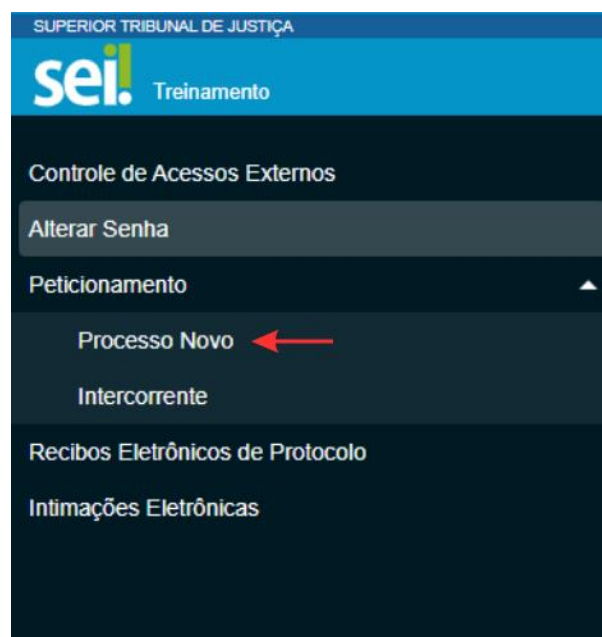 SUPERIOR TRIBUNAL DE JUSTIÇA
sei! Treinamento
Controle de Acessos Externos
Alterar Senha
Peticionamento
Processo Novo
Intercorrente
Recibos Eletrônicos de Protocolo
Intimações Eletrônicas